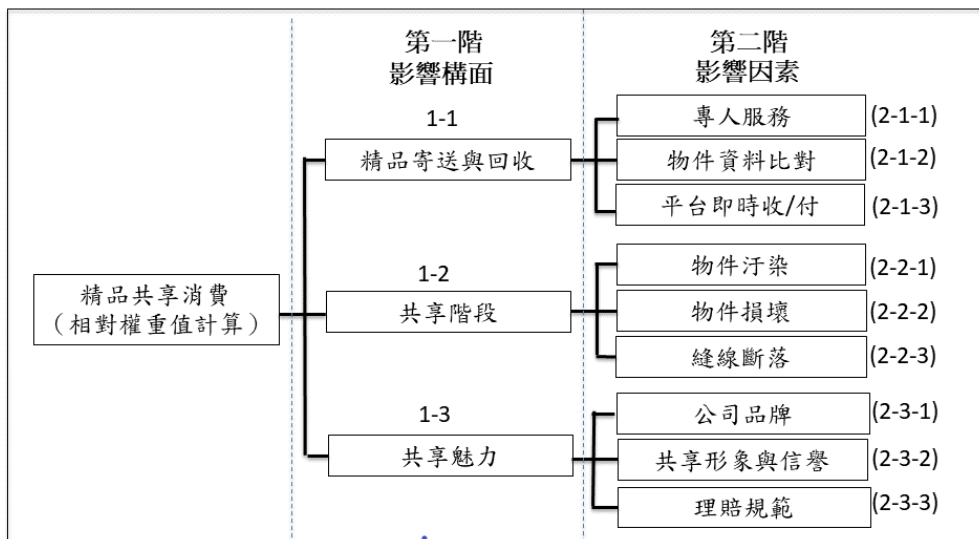 第一階
影響構面
第二階
影響因素
1-1
精品寄送與回收
專人服務 (2-1-1)
物件資料比對 (2-1-2)
平台即時收/付 (2-1-3)
精品共享消費
（相對權重值計算）
1-2
共享階段
物件汙染 (2-2-1)
物件損壞 (2-2-2)
縫線斷落 (2-2-3)
1-3
共享魅力
公司品牌 (2-3-1)
共享形象與信譽 (2-3-2)
理賠規範 (2-3-3)